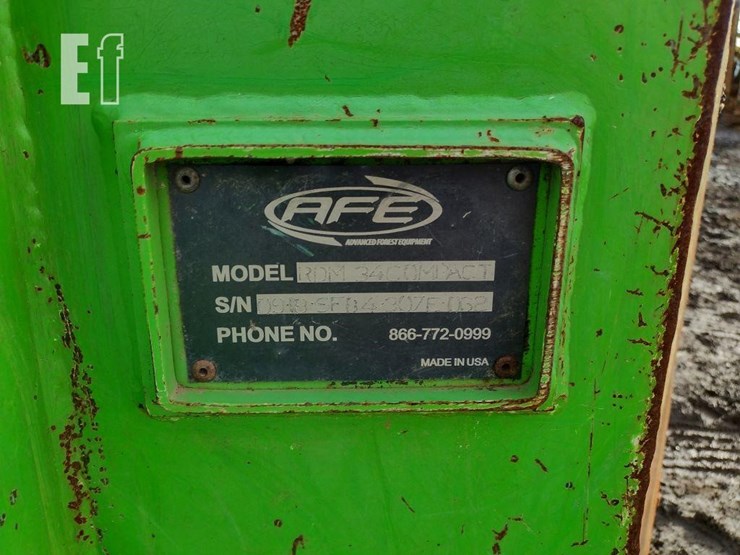 Ef
AFE
ADVANCED FOREST EQUIPMENT
MODEL RDM 34COMPACT
S/N
PHONE NO. 866-772-0999
MADE IN USA